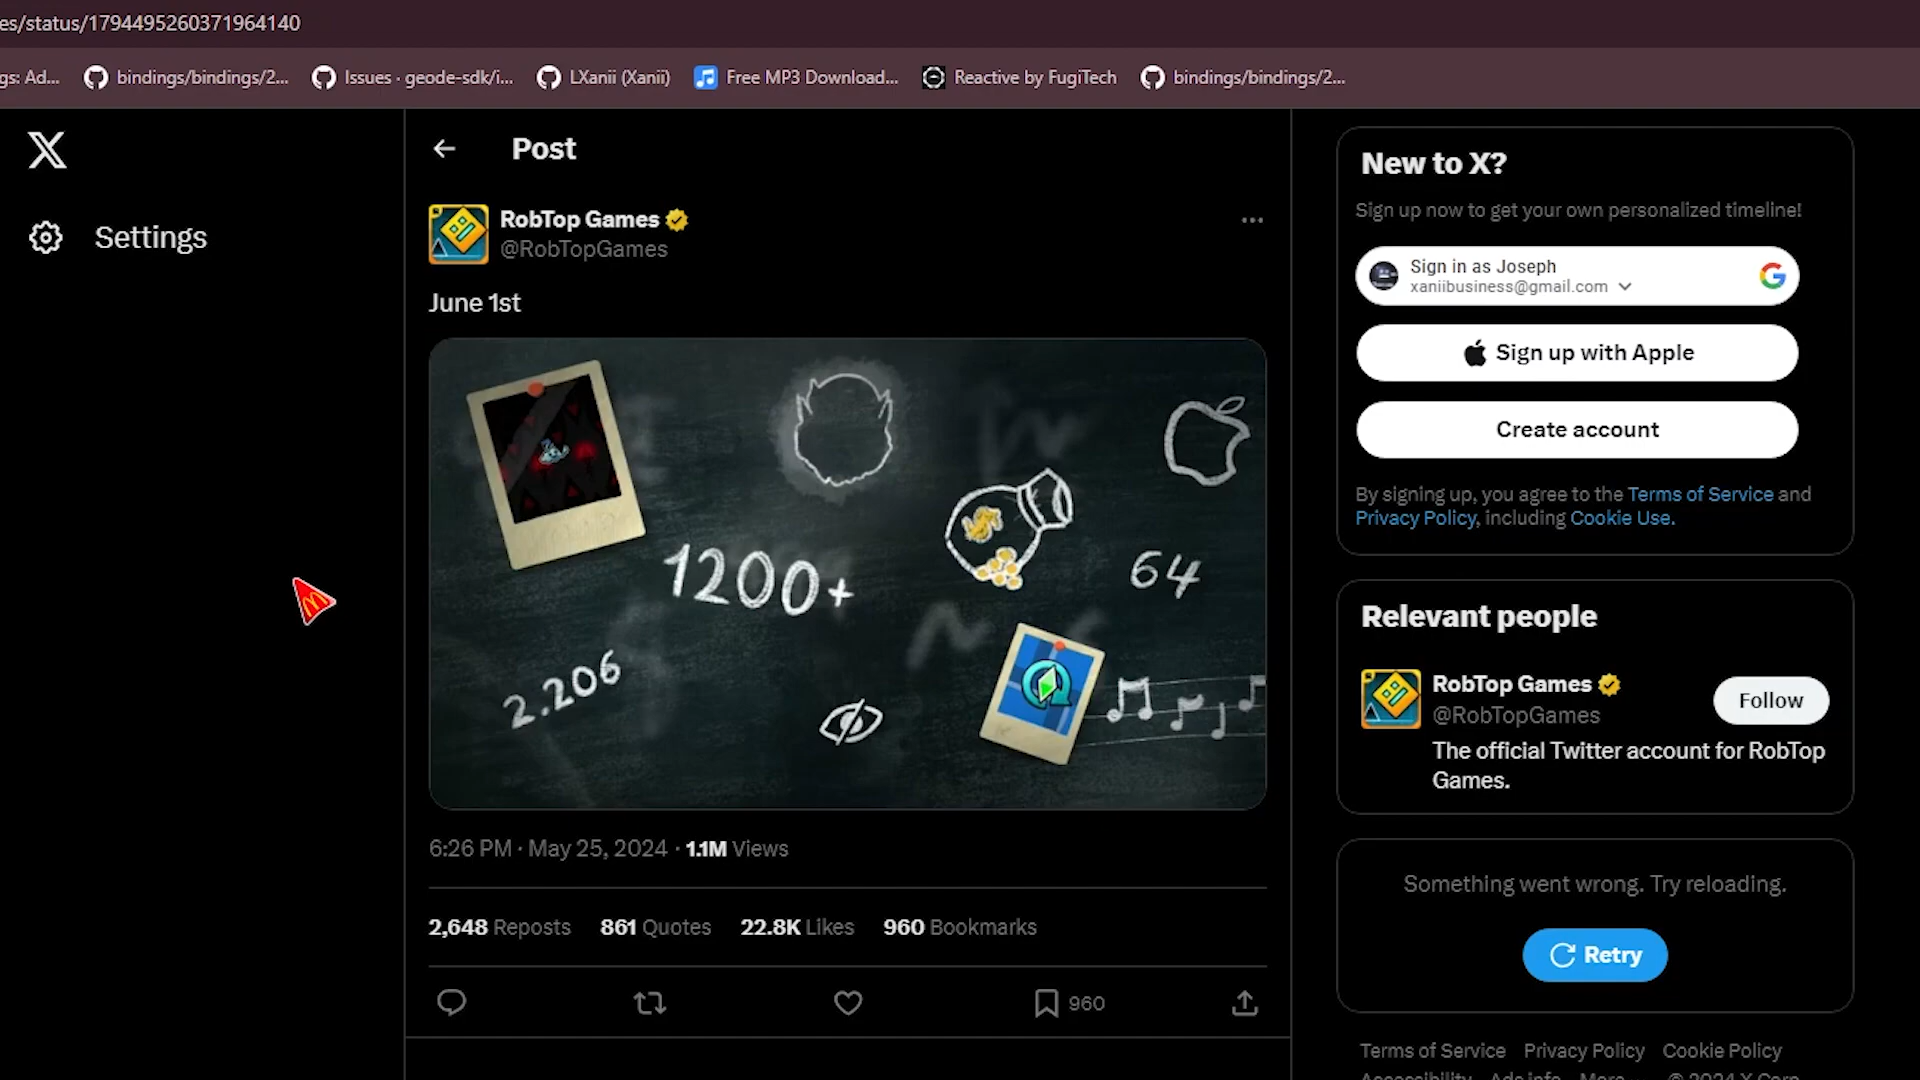 es/status/1794495260371964140
gs: Ad...
bindings/bindings/2...
Issues · geode-sdk/i...
LXanii (Xanii)
Free MP3 Download...
Reactive by FugiTech
bindings/bindings/2...
Settings
Post
RobTop Games
@RobTopGames
June 1st
1200+
64
2.206
6:26 PM · May 25, 2024 · 1.1M Views
2,648 Reposts 861 Quotes 22.8K Likes 960 Bookmarks
960
New to X?
Sign up now to get your own personalized timeline!
Sign in as Joseph
xaniibusiness@gmail.com
Sign up with Apple
Create account
By signing up, you agree to the Terms of Service and
Privacy Policy, including Cookie Use.
Relevant people
RobTop Games
@RobTopGames
Follow
The official Twitter account for RobTop
Games.
Something went wrong. Try reloading.
Retry
Terms of Service Privacy Policy Cookie Policy
Accessibility Ads info More © 2024 X Corp.